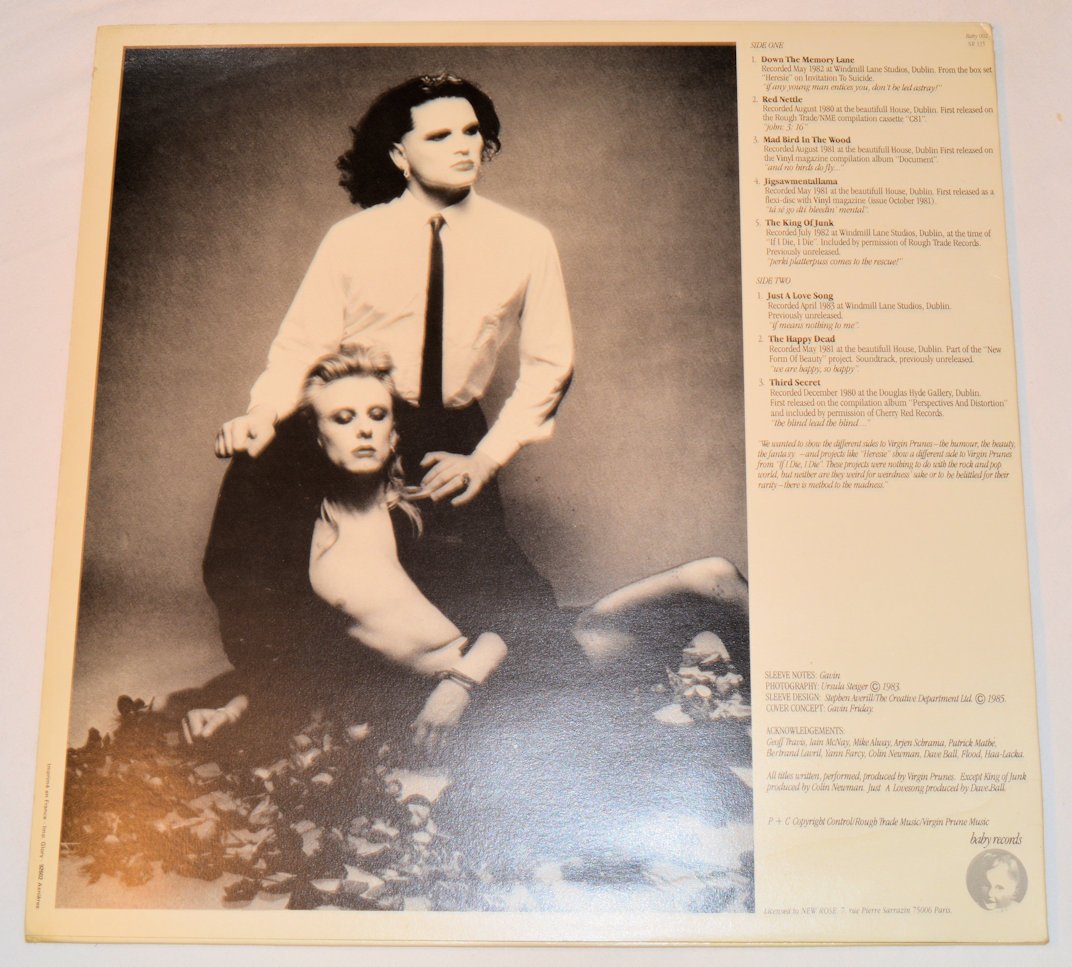 Baby 002
SIDE ONE
1. Down The Memory Lane
Recorded May 1982 at Windmill Lane Studios, Dublin. From the box set
"Heresie" on Invitation To Suicide.
"if any young man entices you, don't be led astray!"
2. Red Nettle
Recorded August 1980 at the beautifull House, Dublin. First released on
the Rough Trade/NME compilation cassette "C81".
"john: 3: 16"
3. Mad Bird In The Wood
Recorded August 1981 at the beautifull House, Dublin First released on
the Vinyl magazine compilation album "Document".
"and no birds do fly..."
4. Jigsawmentallama
Recorded May 1981 at the beautifull House, Dublin. First released as a
flexi-disc with Vinyl magazine (issue October 1981).
"tá sé go dtí bleedin' mental".
5. The King Of Junk
Recorded July 1982 at Windmill Lane Studios, Dublin, at the time of
"If I Die, I Die". Included by permission of Rough Trade Records.
Previously unreleased.
"perki platterpuss comes to the rescue!"
SIDE TWO
1. Just A Love Song
Recorded April 1983 at Windmill Lane Studios, Dublin.
Previously unreleased.
"if means nothing to me".
2. The Happy Dead
Recorded May 1981 at the beautifull House, Dublin. Part of the "New
Form Of Beauty" project. Soundtrack, previously unreleased.
"we are happy, so happy".
3. Third Secret
Recorded December 1980 at the Douglas Hyde Gallery, Dublin.
First released on the compilation album "Perspectives And Distortion"
and included by permission of Cherry Red Records.
"the blind lead the blind...."
"We wanted to show the different sides to Virgin Prunes – the humour, the beauty,
the fantasy – and projects like "Heresie" show a different side to Virgin Prunes
from "If I Die, I Die". These projects were nothing to do with the rock and pop
world, but neither are they weird for weirdness' sake or to be belittled for their
rarity – there is method to the madness."
SLEEVE NOTES: Gavin
PHOTOGRAPHY: Ursula Steiger © 1983.
SLEEVE DESIGN: Stephen Averill/The Creative Department Ltd. © 1985.
COVER CONCEPT: Gavin Friday.
ACKNOWLEDGEMENTS:
Geoff Travis, Iain McNay, Mike Alway, Arjen Schrama, Patrick Mathé,
Bertrand Lavril, Yann Farcy, Colin Newman, Dave Ball, Flood, Haa-Lacka.
All titles written, performed, produced by Virgin Prunes. Except King of Junk
produced by Colin Newman. Just A Lovesong produced by Dave Ball.
P + C Copyright Control/Rough Trade Music/Virgin Prune Music
baby records
Licensed to NEW ROSE. 7, rue Pierre Sarrazin 75006 Paris.
Imprimé en France. Imp. Glory